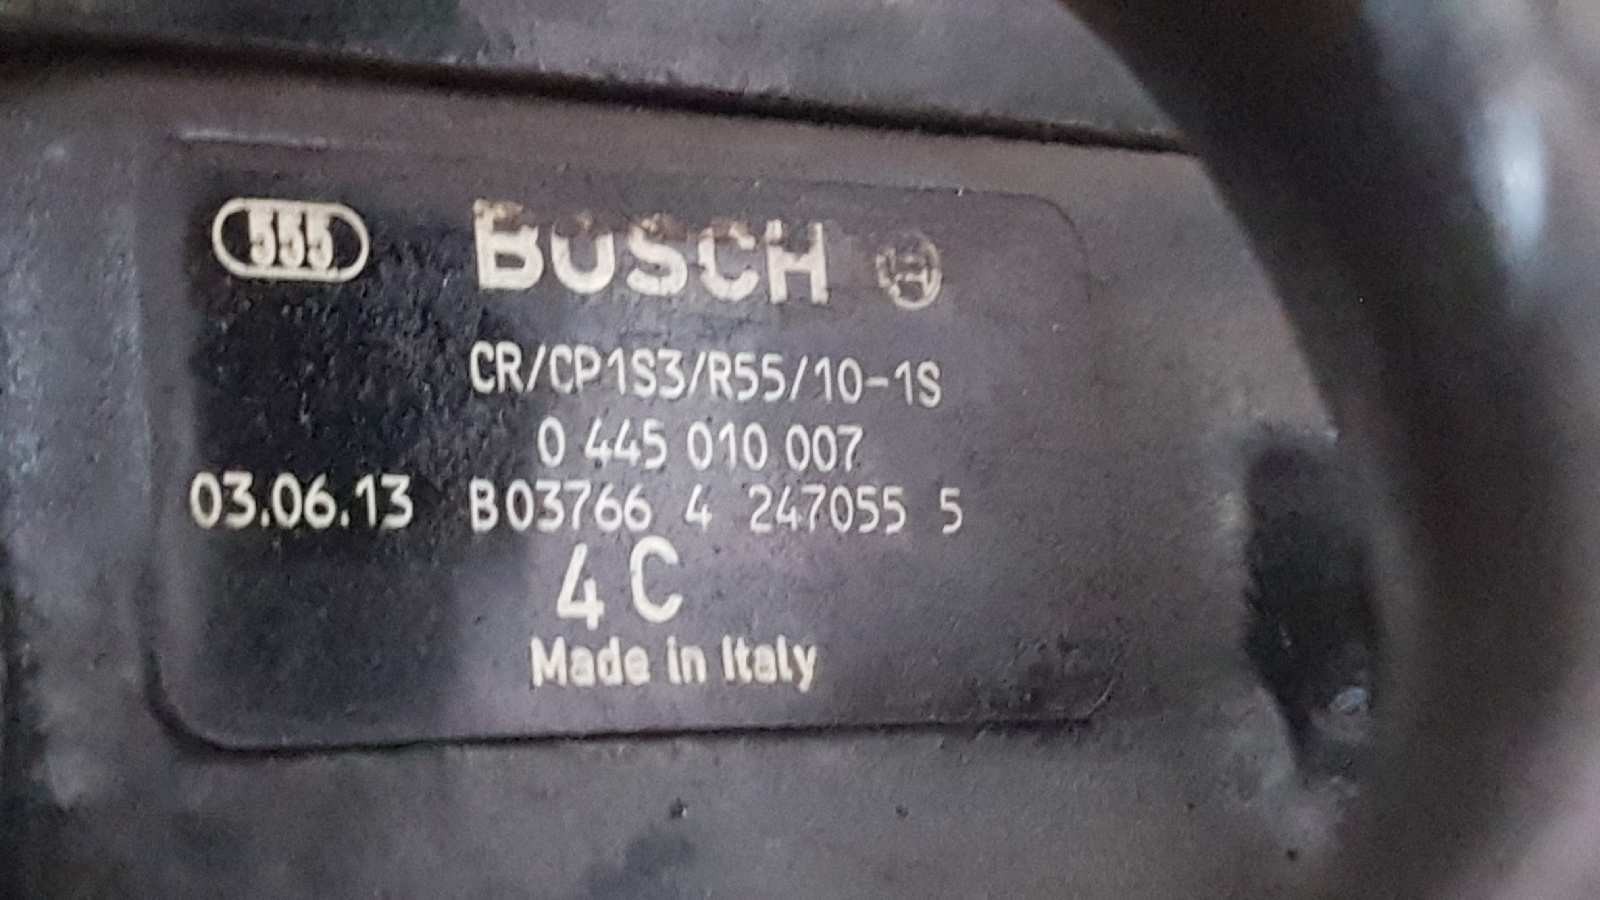 555 BOSCH
CR/CP1S3/R55/10-1S
0 445 010 007
03.06.13 B03766 4 247055 5
4C
Made in Italy